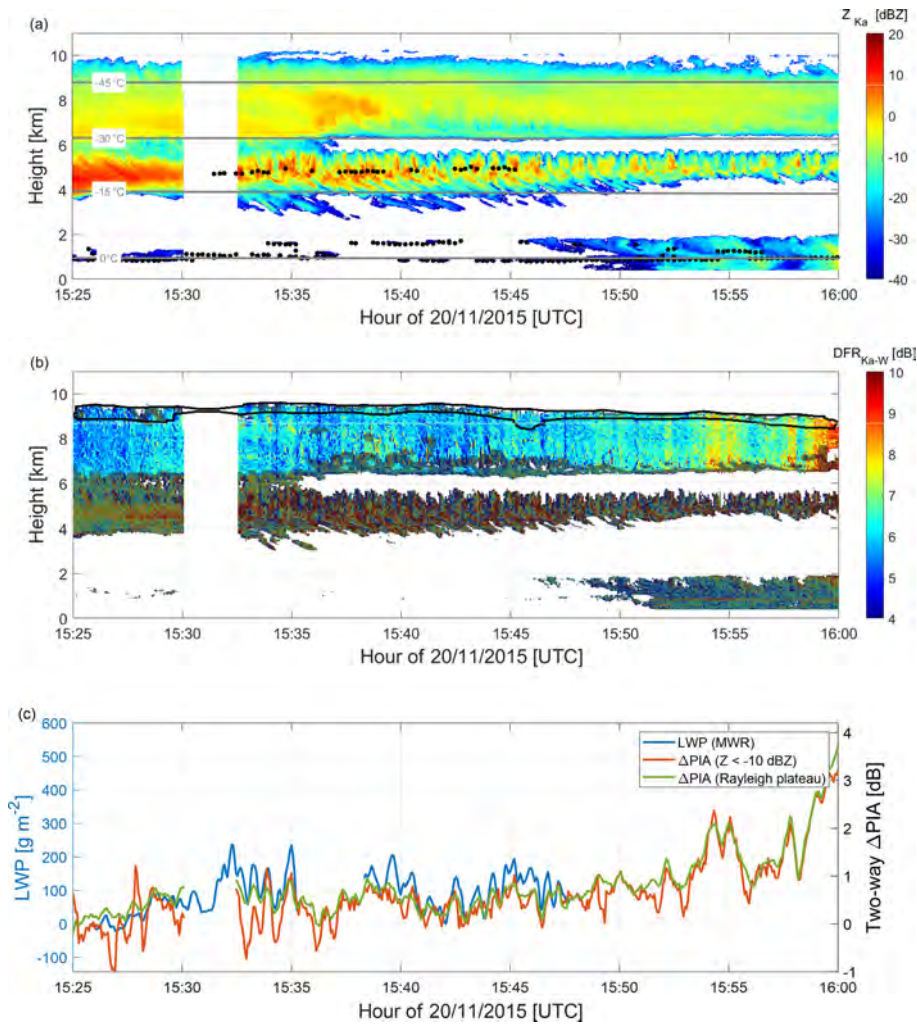 (a)
Z Ka [dBZ]
10
8
6
4
2
0
Height [km]
-45 °C
-30 °C
-15 °C
0°C
20
10
0
-10
-20
-30
-40
15:25 15:30 15:35 15:40 15:45 15:50 15:55 16:00
Hour of 20/11/2015 [UTC]
(b)
DFR Ka-W [dB]
10
8
6
4
2
0
Height [km]
10
9
8
7
6
5
4
15:25 15:30 15:35 15:40 15:45 15:50 15:55 16:00
Hour of 20/11/2015 [UTC]
(c)
600
500
400
300
200
100
0
-100
LWP [g m-2]
LWP (MWR)
ΔPIA (Z < -10 dBZ)
ΔPIA (Rayleigh plateau)
4
3
2
1
0
-1
Two-way ΔPIA [dB]
15:25 15:30 15:35 15:40 15:45 15:50 15:55 16:00
Hour of 20/11/2015 [UTC]